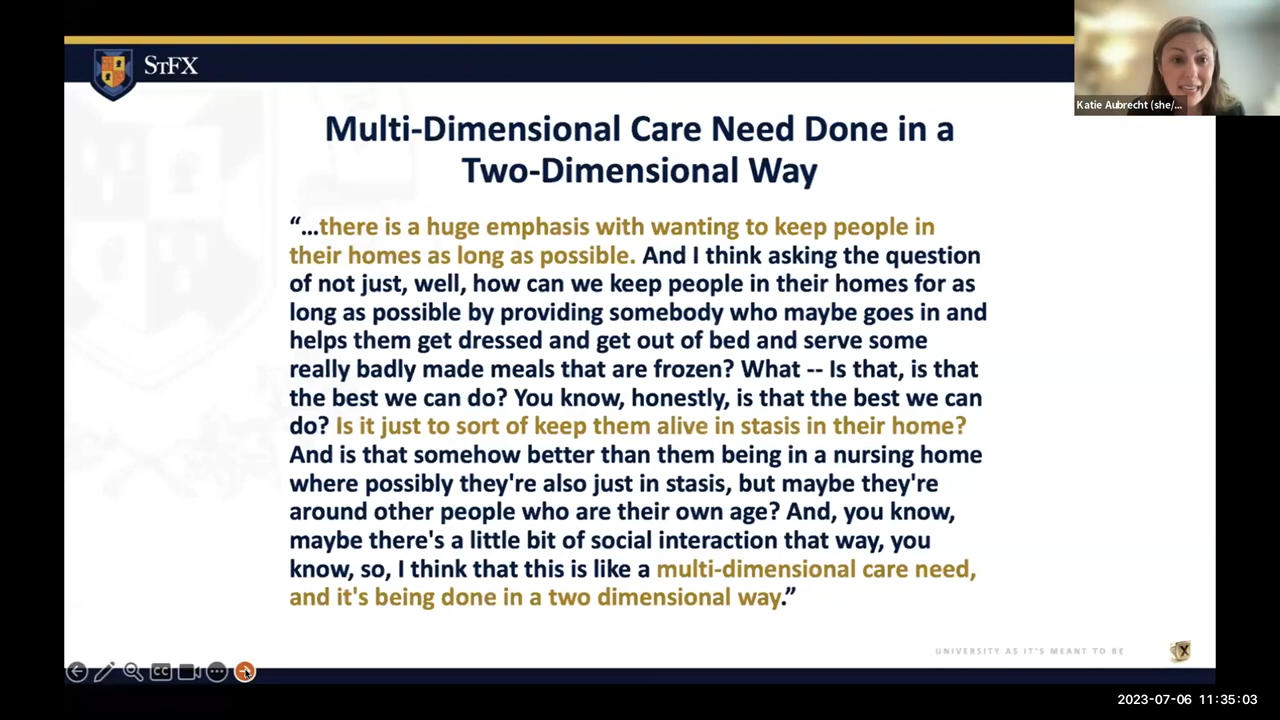 STFX
Katie Aubrecht (she/...
Multi-Dimensional Care Need Done in a
Two-Dimensional Way
“...there is a huge emphasis with wanting to keep people in
their homes as long as possible. And I think asking the question
of not just, well, how can we keep people in their homes for as
long as possible by providing somebody who maybe goes in and
helps them get dressed and get out of bed and serve some
really badly made meals that are frozen? What -- Is that, is that
the best we can do? You know, honestly, is that the best we can
do? Is it just to sort of keep them alive in stasis in their home?
And is that somehow better than them being in a nursing home
where possibly they're also just in stasis, but maybe they're
around other people who are their own age? And, you know,
maybe there's a little bit of social interaction that way, you
know, so, I think that this is like a multi-dimensional care need,
and it's being done in a two dimensional way.”
UNIVERSITY AS IT'S MEANT TO BE
X
CC
2023-07-06 11:35:03